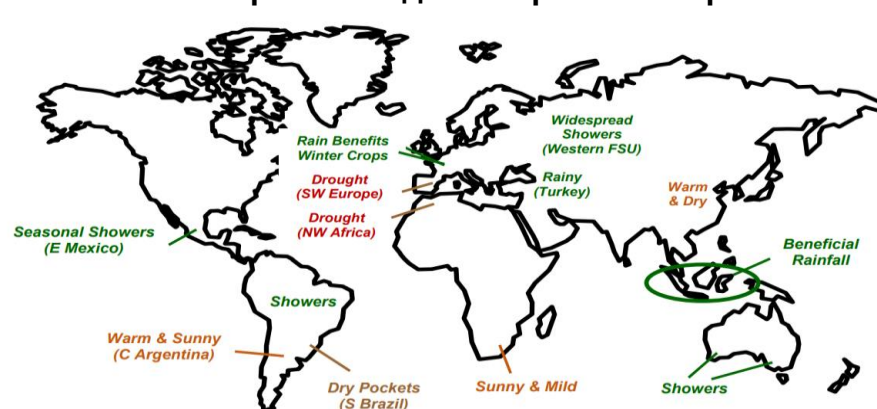 Rain Benefits
Winter Crops
Widespread
Showers
(Western FSU)
Drought
(SW Europe)
Rainy
(Turkey)
Warm
& Dry
Drought
(NW Africa)
Seasonal Showers
(E Mexico)
Beneficial
Rainfall
Showers
Warm & Sunny
(C Argentina)
Dry Pockets
(S Brazil)
Sunny & Mild
Showers